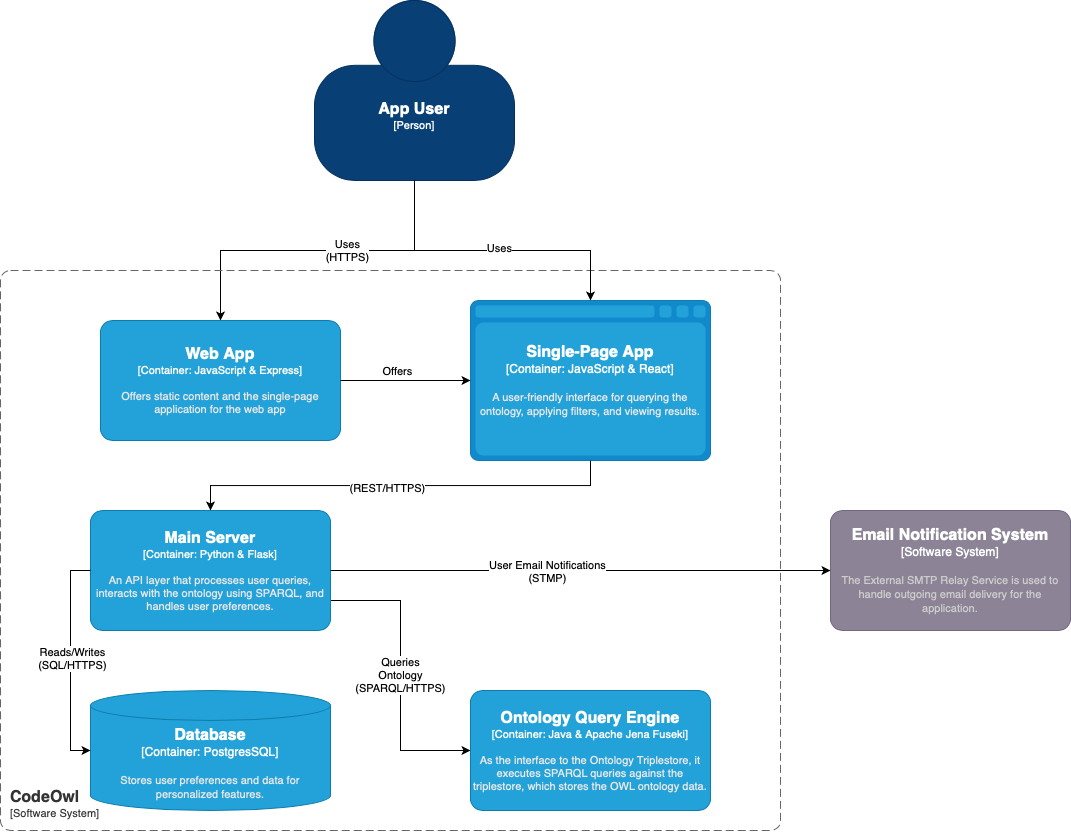 App User
[Person]
Uses
(HTTPS)
Uses
Web App
[Container: JavaScript & Express]
Offers static content and the single-page
application for the web app
Offers
Single-Page App
[Container: JavaScript & React]
A user-friendly interface for querying the
ontology, applying filters, and viewing results.
(REST/HTTPS)
Main Server
[Container: Python & Flask]
An API layer that processes user queries,
interacts with the ontology using SPARQL, and
handles user preferences.
User Email Notifications
(STMP)
Email Notification System
[Software System]
The External SMTP Relay Service is used to
handle outgoing email delivery for the
application.
Reads/Writes
(SQL/HTTPS)
Queries
Ontology
(SPARQL/HTTPS)
Database
[Container: PostgresSQL]
Stores user preferences and data for
personalized features.
Ontology Query Engine
[Container: Java & Apache Jena Fuseki]
As the interface to the Ontology Triplestore, it
executes SPARQL queries against the
triplestore, which stores the OWL ontology data.
CodeOwl
[Software System]